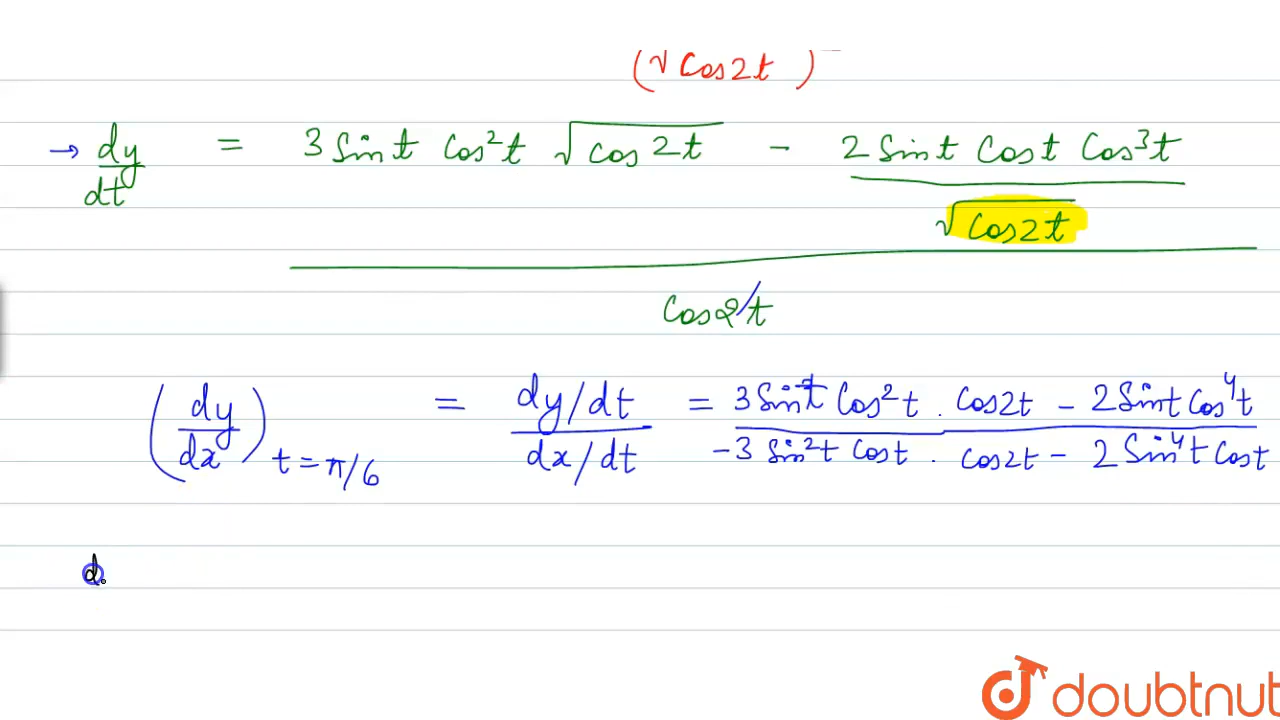 (√cos2t)
→ dy/dt = 3 Sin t Cos²t √cos 2t - 2 Sin t Cos t Cos³t
√cos2t
Cos2t
(dy/dx) t = π/6 = dy/dt / dx/dt = 3 Sin t Cos²t . Cos2t - 2 Sin t Cos⁴t
-3 Sin²t Cos t . Cos2t - 2 Sin⁴t Cos t
d
doubtnut